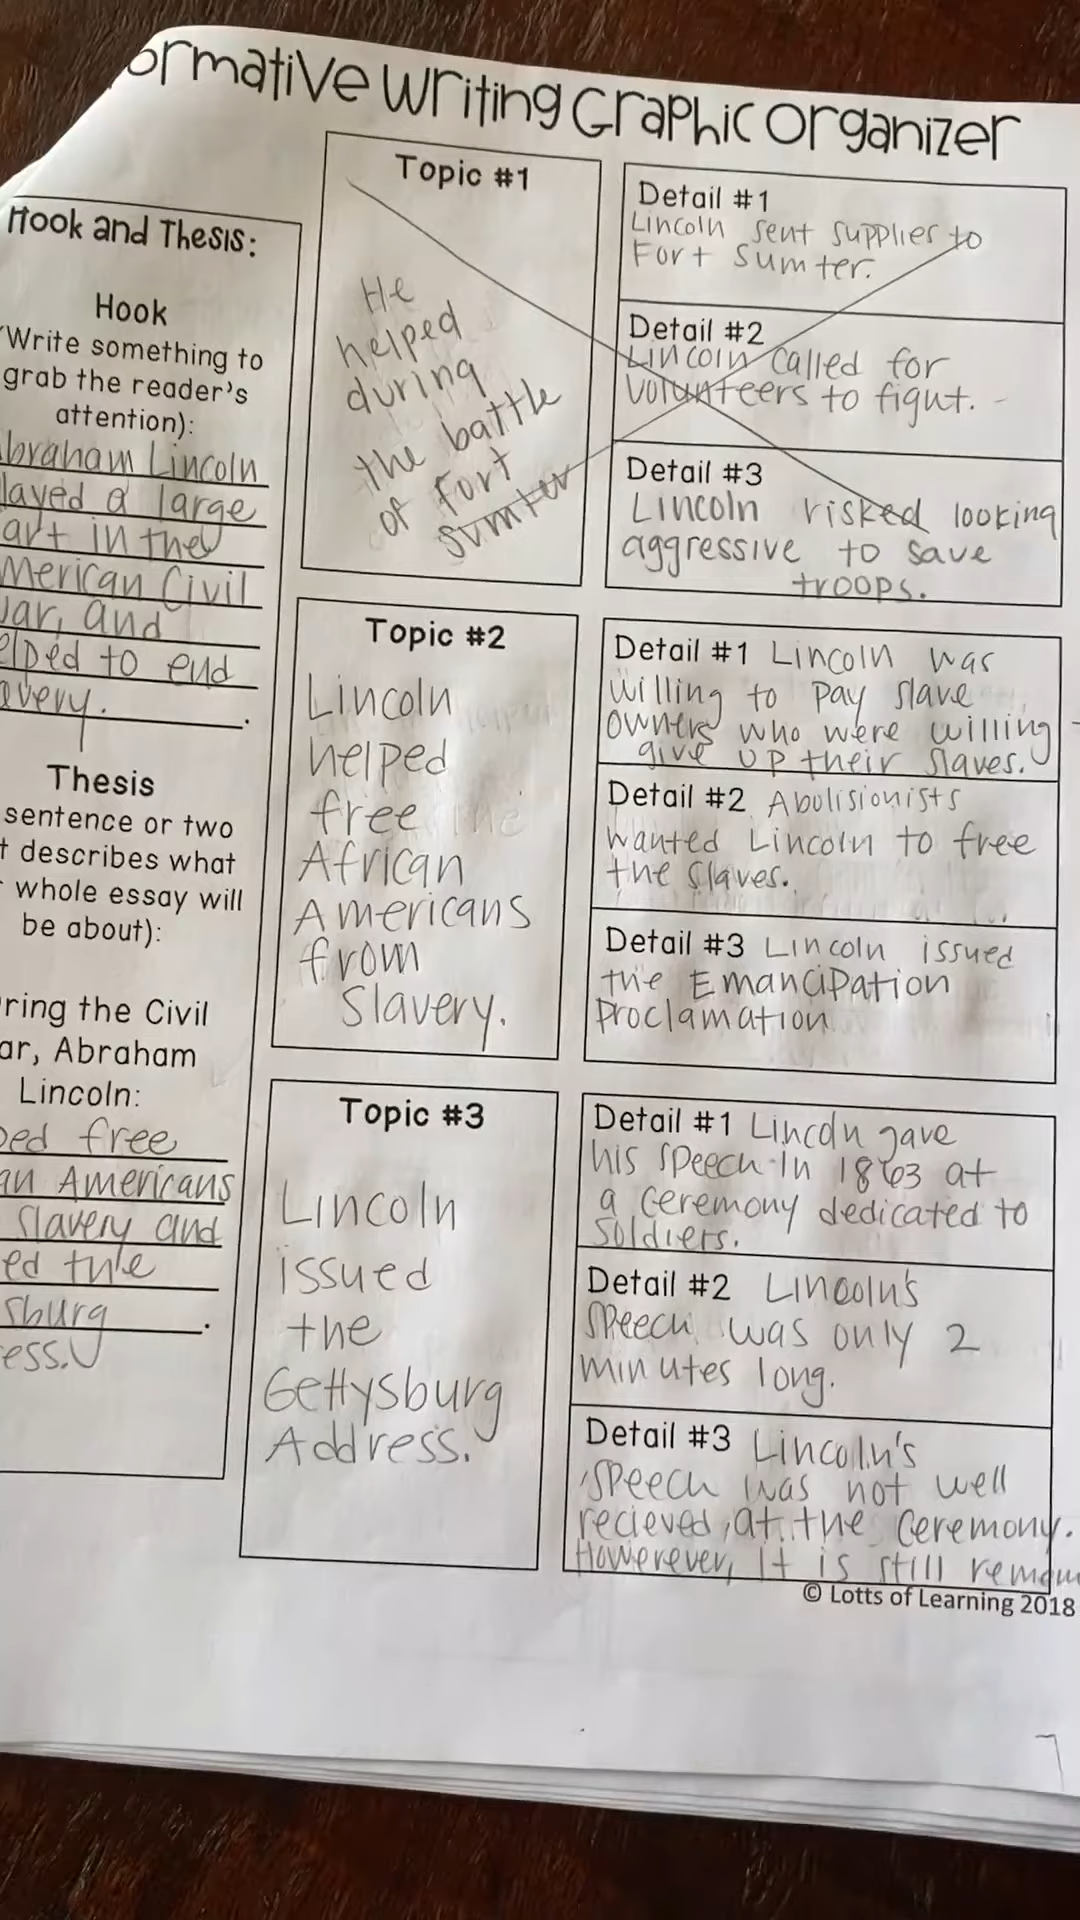 ormative Writing Graphic Organizer
Hook and Thesis:
Hook
(Write something to
grab the reader's
attention):
braham Lincoln
layed a large
art in the
merican Civil
ar, and
elped to end
avery.
Thesis
sentence or two
t describes what
whole essay will
be about):
ring the Civil
ar, Abraham
Lincoln:
ped free
an Americans
slavery and
ed the
sburg
ess.
Topic #1
He
helped
during
the battle
of Fort
Sumter
Detail #1
Lincoln sent supplies to
Fort Sumter.
Detail #2
Lincoln called for
volunteers to fight.
Detail #3
Lincoln risked looking
aggressive to save
troops.
Topic #2
Lincoln
helped
free
African
Americans
from
Slavery.
Detail #1 Lincoln was
willing to pay slave
owners who were willing
give up their slaves.
Detail #2 Abolisionists
wanted Lincoln to free
the slaves.
Detail #3 Lincoln issued
the Emancipation
Proclamation
Topic #3
Lincoln
issued
the
Gettysburg
Address.
Detail #1 Lincoln gave
his speech in 1863 at
a ceremony dedicated to
soldiers.
Detail #2 Lincoln's
speech was only 2
minutes long.
Detail #3 Lincoln's
speech was not well
recieved at the ceremony.
Howerever, it is still remem
© Lotts of Learning 2018